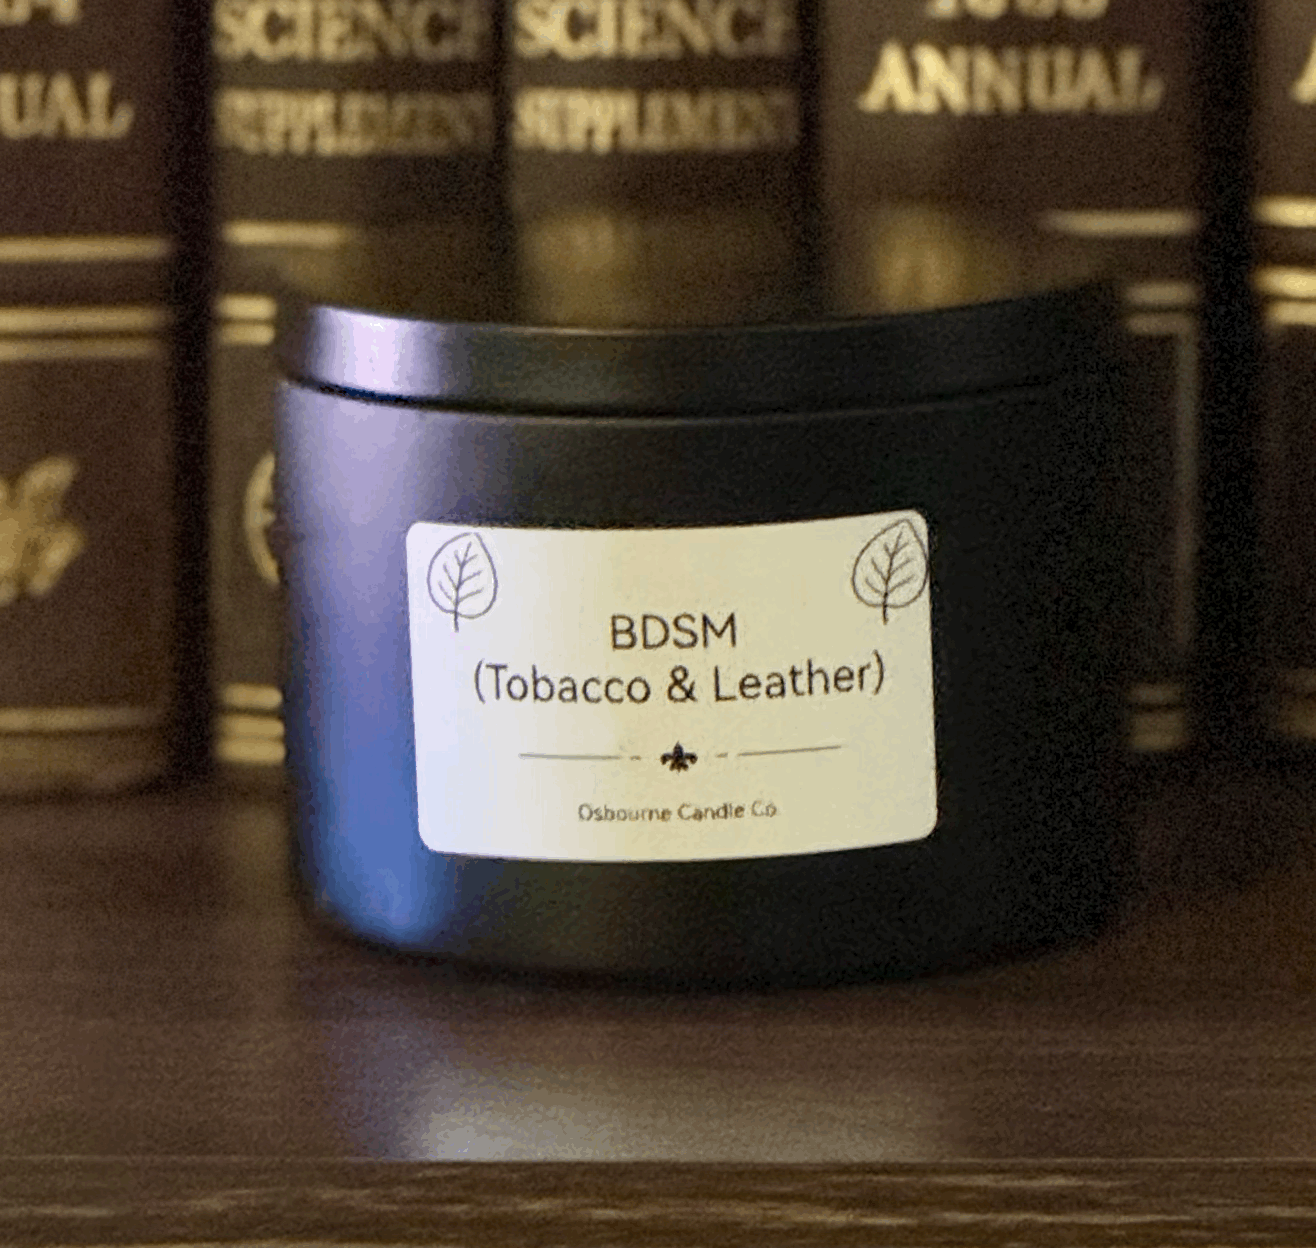 SCIENCE
SUPPLEMENT
SCIENCE
SUPPLEMENT
ANNUAL
BDSM
(Tobacco & Leather)
Osbourne Candle Co.